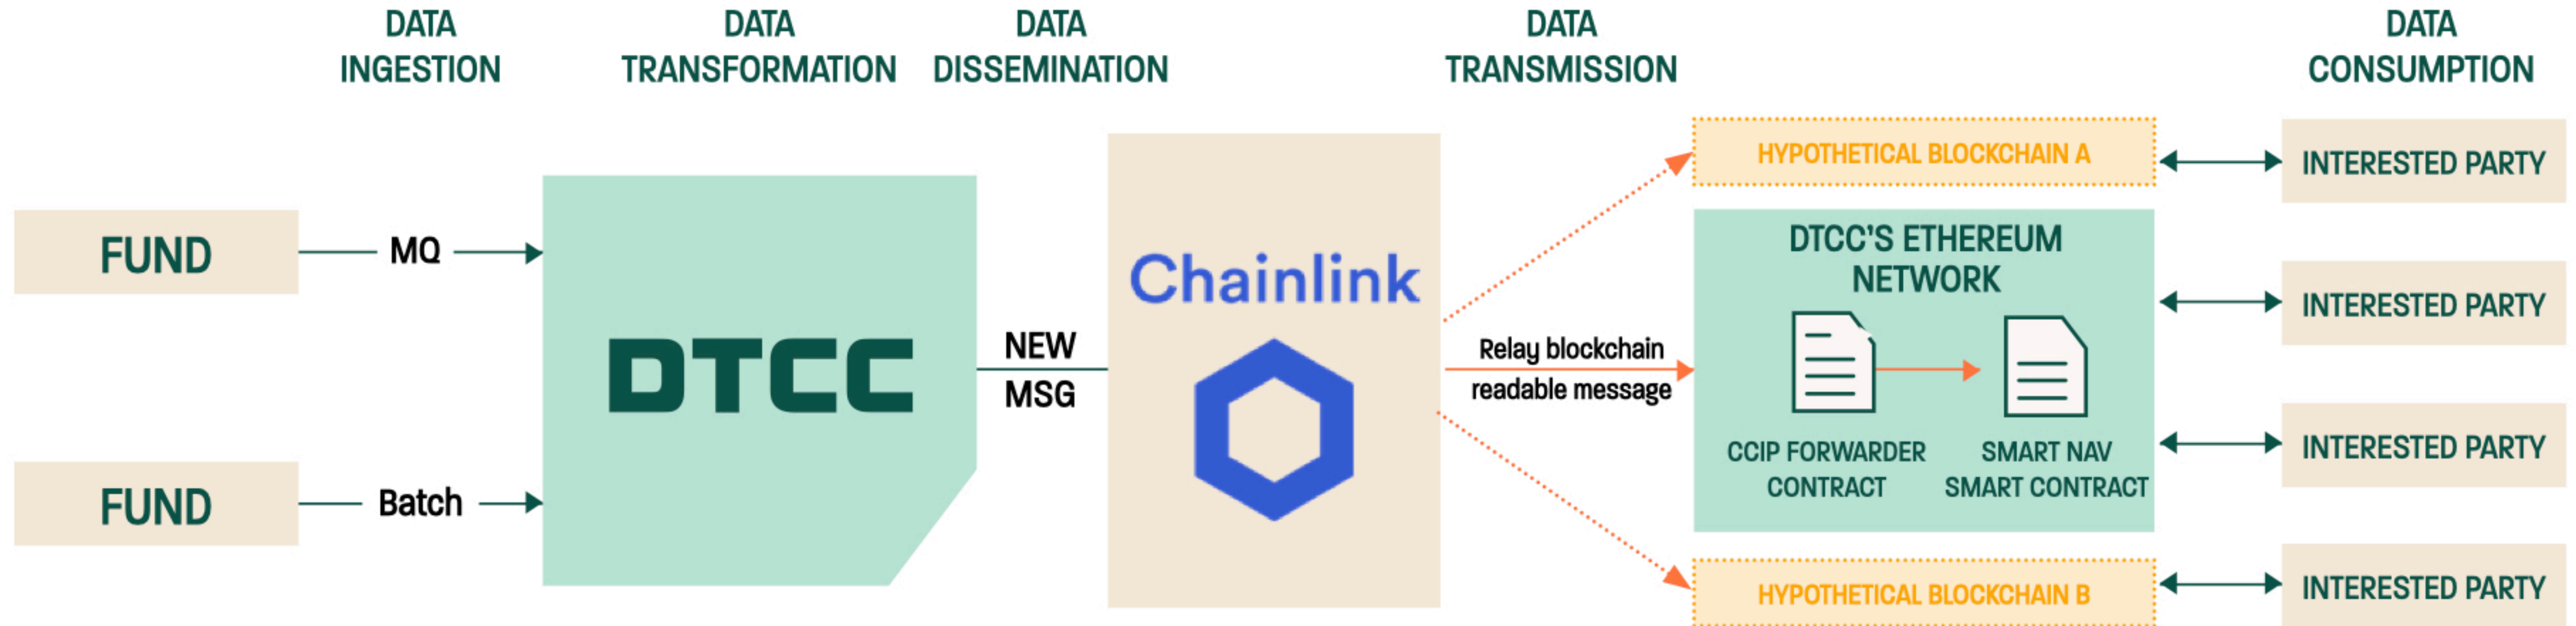 DATA
INGESTION
DATA
TRANSFORMATION
DATA
DISSEMINATION
DATA
TRANSMISSION
DATA
CONSUMPTION
FUND
MQ
FUND
Batch
DTCC
NEW
MSG
Chainlink
Relay blockchain
readable message
HYPOTHETICAL BLOCKCHAIN A
DTCC'S ETHEREUM
NETWORK
CCIP FORWARDER
CONTRACT
SMART NAV
SMART CONTRACT
HYPOTHETICAL BLOCKCHAIN B
INTERESTED PARTY
INTERESTED PARTY
INTERESTED PARTY
INTERESTED PARTY